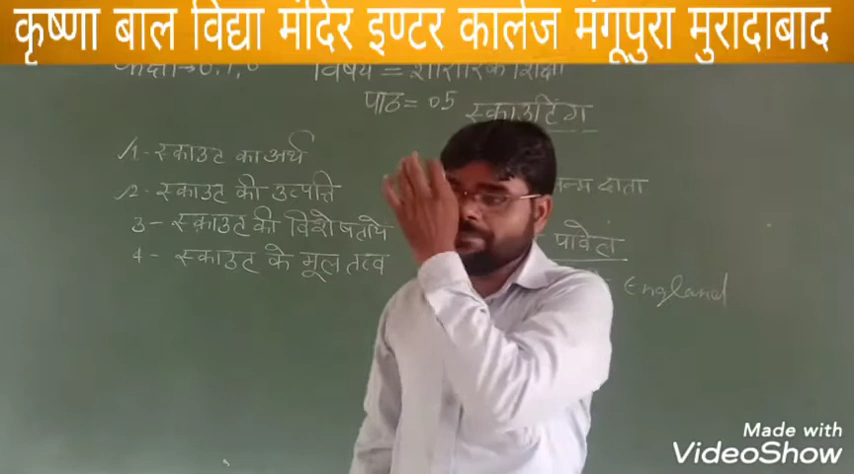 कृष्णा बाल विद्या मंदिर इण्टर कालेज मंगूपुरा मुरादाबाद
विषय = शारीरिक शिक्षा
पाठ = 05 स्काउटिंग
1 - स्काउट का अर्थ
2 - स्काउट की उत्पत्ति
जन्म दाता
3 - स्काउट की विशेषताये
पावेल
4 - स्काउट के मूल तत्व
England
Made with
VideoShow